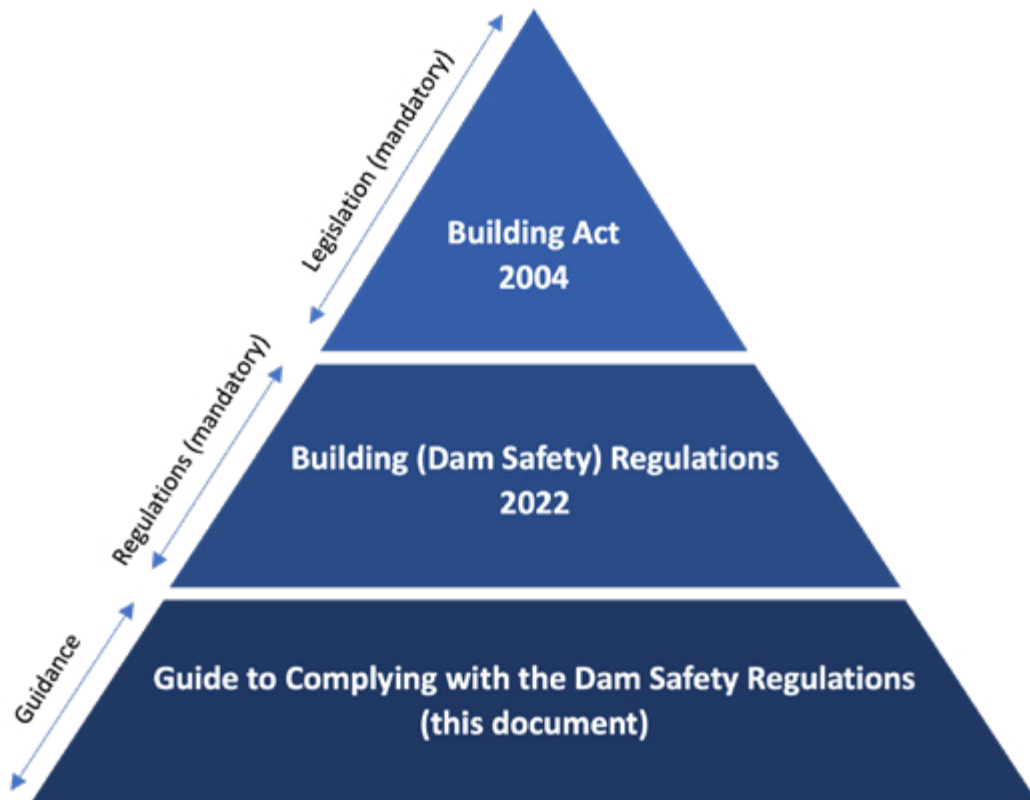 Legislation (mandatory)
Building Act
2004
Regulations (mandatory)
Building (Dam Safety) Regulations
2022
Guidance
Guide to Complying with the Dam Safety Regulations
(this document)